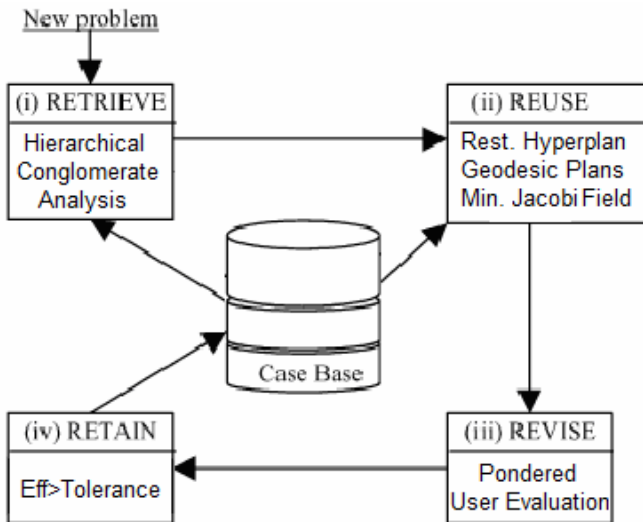 New problem
(i) RETRIEVE
Hierarchical
Conglomerate
Analysis
(ii) REUSE
Rest. Hyperplan
Geodesic Plans
Min. Jacobi Field
Case Base
(iv) RETAIN
Eff>Tolerance
(iii) REVISE
Pondered
User Evaluation